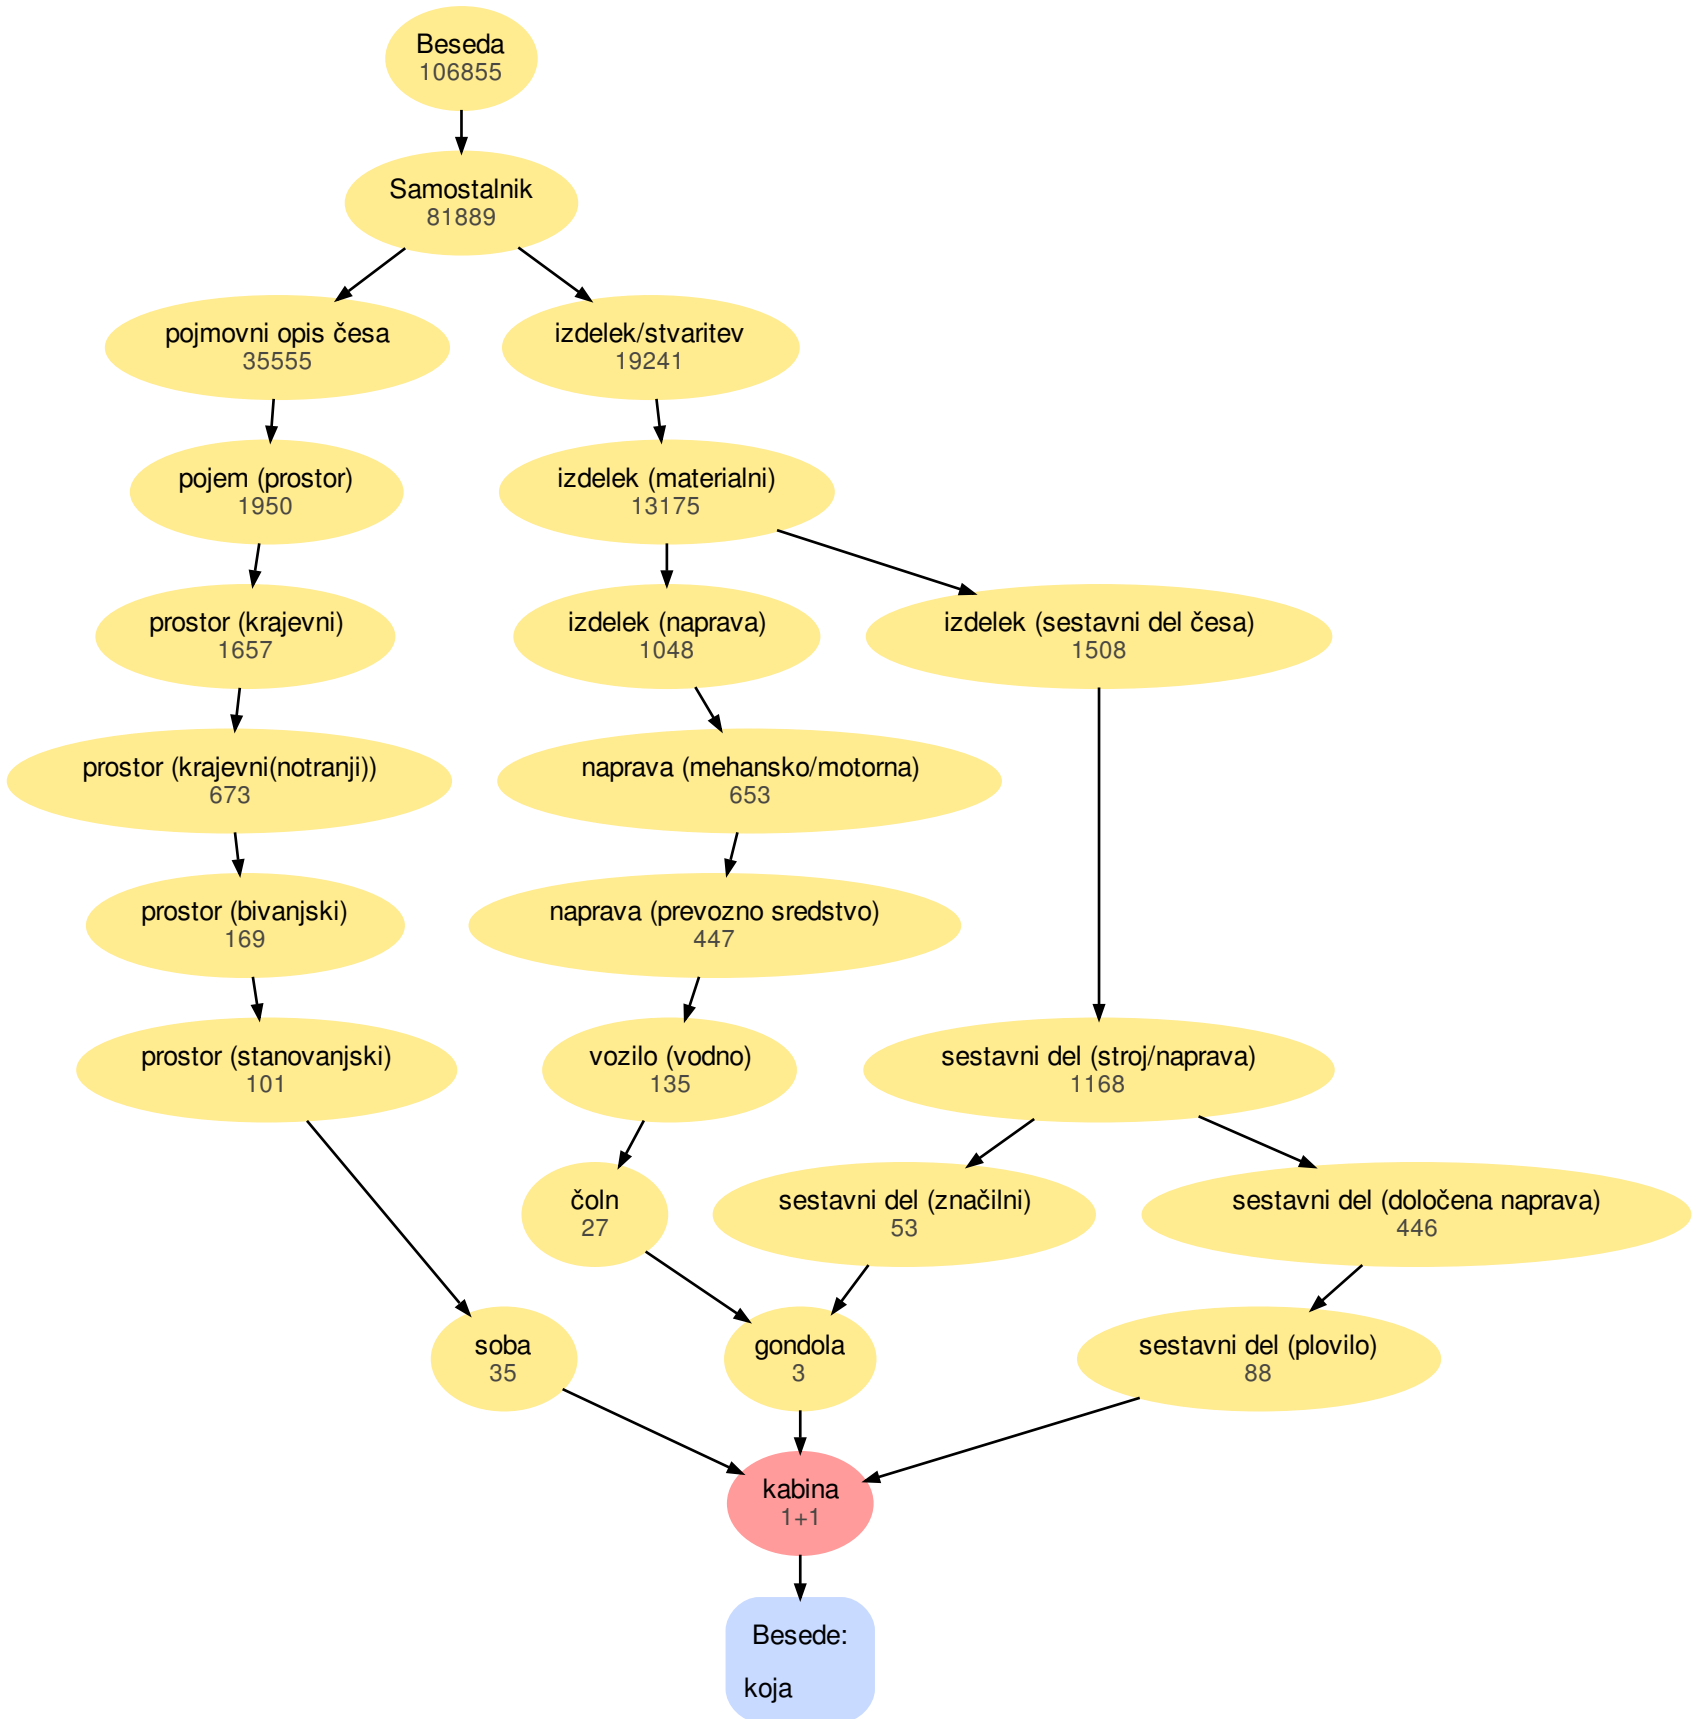 Beseda
106855
Samostalnik
81889
pojmovni opis česa
35555
izdelek/stvaritev
19241
pojem (prostor)
1950
izdelek (materialni)
13175
prostor (krajevni)
1657
izdelek (naprava)
1048
izdelek (sestavni del česa)
1508
prostor (krajevni(notranji))
673
naprava (mehansko/motorna)
653
prostor (bivanjski)
169
naprava (prevozno sredstvo)
447
prostor (stanovanjski)
101
vozilo (vodno)
135
sestavni del (stroj/naprava)
1168
čoln
27
sestavni del (značilni)
53
sestavni del (določena naprava)
446
soba
35
gondola
3
sestavni del (plovilo)
88
kabina
1+1
Besede:
koja